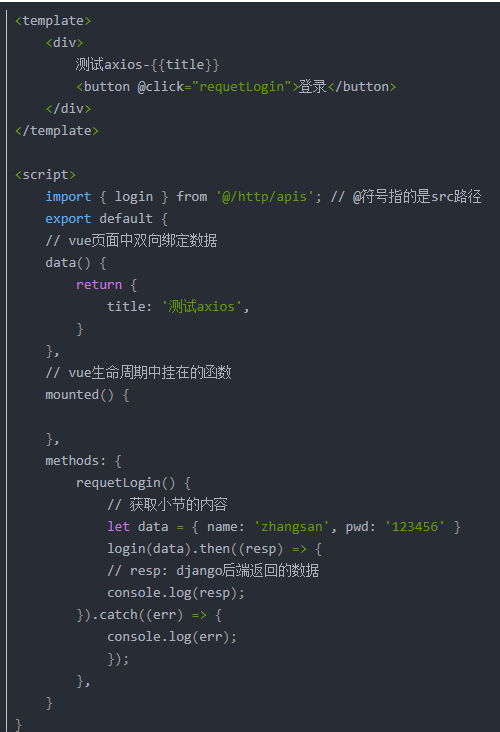 <template>
    <div>
        测试axios-{{title}}
        <button @click="requetLogin">登录</button>
    </div>
</template>

<script>
    import { login } from '@/http/apis'; // @符号指的是src路径
    export default {
    // vue页面中双向绑定数据
    data() {
        return {
            title: '测试axios',
        }
    },
    // vue生命周期中挂在的函数
    mounted() {

    },
    methods: {
        requetLogin() {
            // 获取小节的内容
            let data = { name: 'zhangsan', pwd: '123456' }
            login(data).then((resp) => {
            // resp: django后端返回的数据
            console.log(resp);
        }).catch((err) => {
            console.log(err);
            });
        },
    }
}